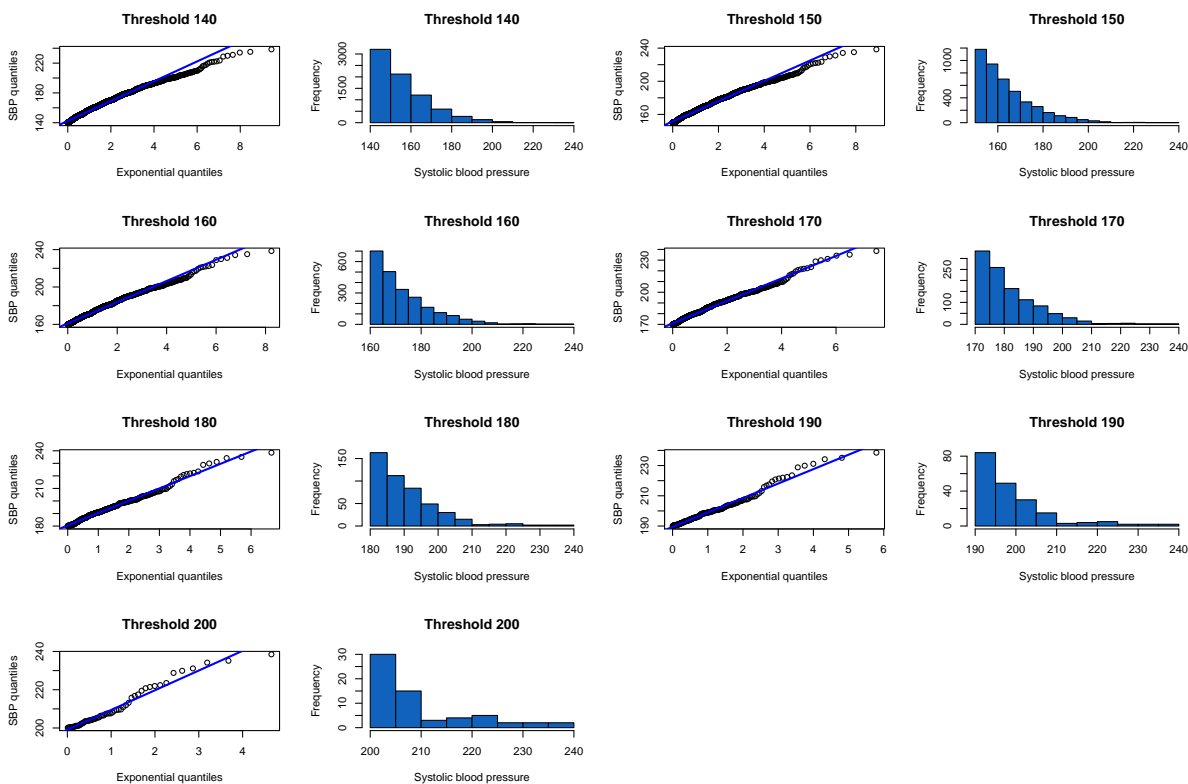 Threshold 140
SBP quantiles
220
180
140
0 2 4 6 8
Exponential quantiles
Threshold 140
Frequency
3000
1500
0
140 160 180 200 220 240
Systolic blood pressure
Threshold 150
SBP quantiles
240
200
160
0 2 4 6 8
Exponential quantiles
Threshold 150
Frequency
1000
400
0
160 180 200 220 240
Systolic blood pressure
Threshold 160
SBP quantiles
240
200
160
0 2 4 6 8
Exponential quantiles
Threshold 160
Frequency
600
300
0
160 180 200 220 240
Systolic blood pressure
Threshold 170
SBP quantiles
230
200
170
0 2 4 6
Exponential quantiles
Threshold 170
Frequency
250
100
0
170 180 190 200 210 220 230 240
Systolic blood pressure
Threshold 180
SBP quantiles
240
210
180
0 1 2 3 4 5 6
Exponential quantiles
Threshold 180
Frequency
150
50
0
180 190 200 210 220 230 240
Systolic blood pressure
Threshold 190
SBP quantiles
230
210
190
0 1 2 3 4 5 6
Exponential quantiles
Threshold 190
Frequency
80
40
0
190 200 210 220 230 240
Systolic blood pressure
Threshold 200
SBP quantiles
240
220
200
0 1 2 3 4
Exponential quantiles
Threshold 200
Frequency
30
20
10
0
200 210 220 230 240
Systolic blood pressure